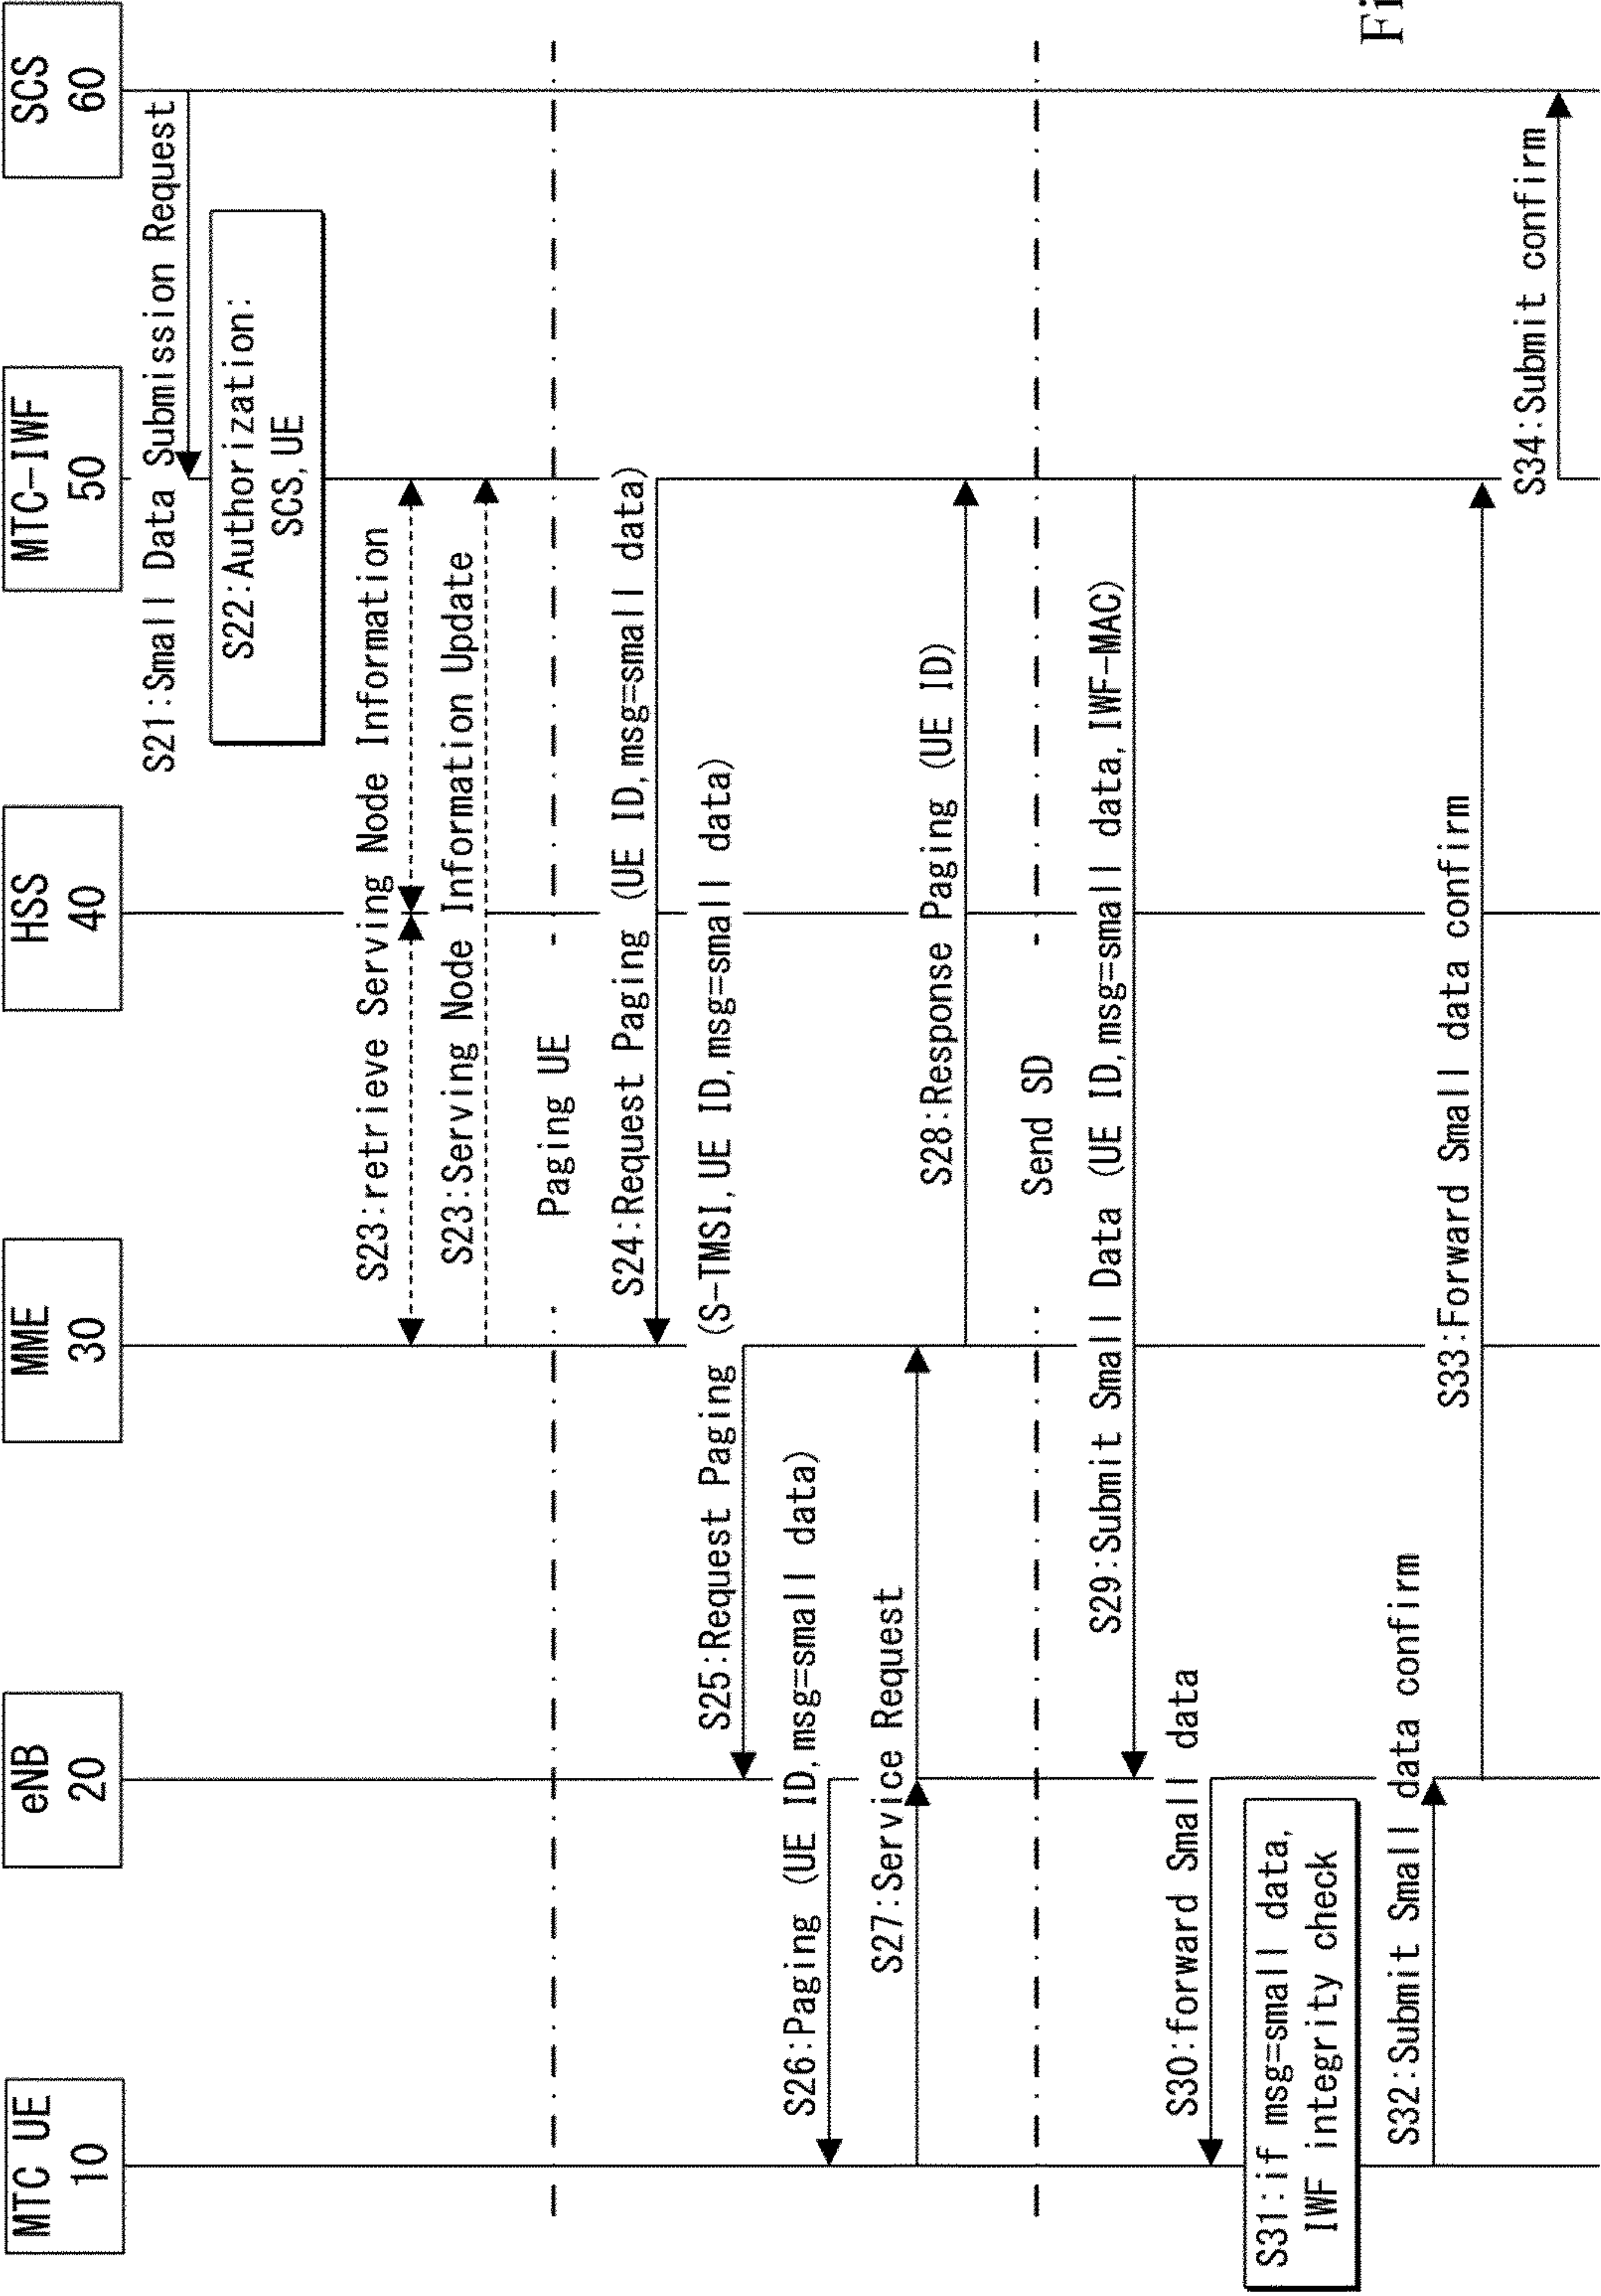 MTC UE
10
eNB
20
MME
30
HSS
40
MTC-IWF
50
SCS
60
S21:Small Data Submission Request
S22:Authorization:
SCS,UE
S23:retrieve Serving Node Information
S23:Serving Node Information Update
Paging UE
S24:Request Paging (UE ID,msg=small data)
S25:Request Paging (S-TMSI,UE ID,msg=small data)
S26:Paging (UE ID,msg=small data)
S27:Service Request
S28:Response Paging (UE ID)
Send SD
S29:Submit Small Data (UE ID,msg=small data,IWF-MAC)
S30:forward Small data
S31:if msg=small data,
IWF integrity check
S32:Submit Small data confirm
S33:Forward Small data confirm
S34:Submit confirm
Fi